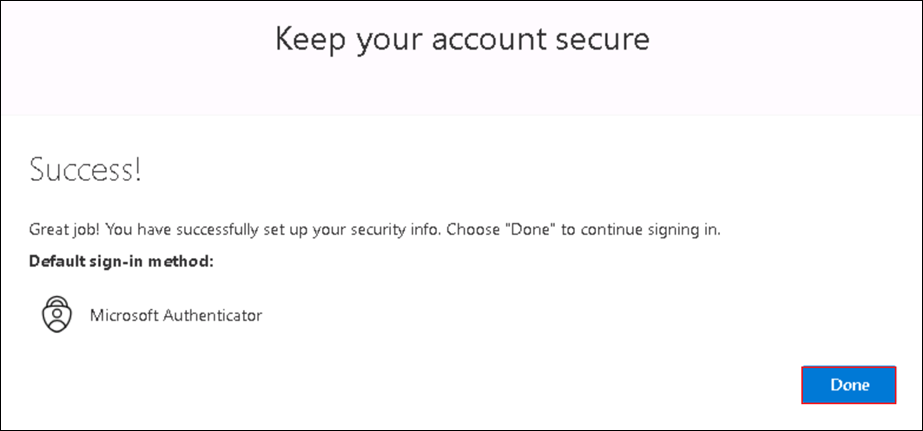 Keep your account secure
Success!
Great job! You have successfully set up your security info. Choose "Done" to continue signing in.
Default sign-in method:
Microsoft Authenticator
Done